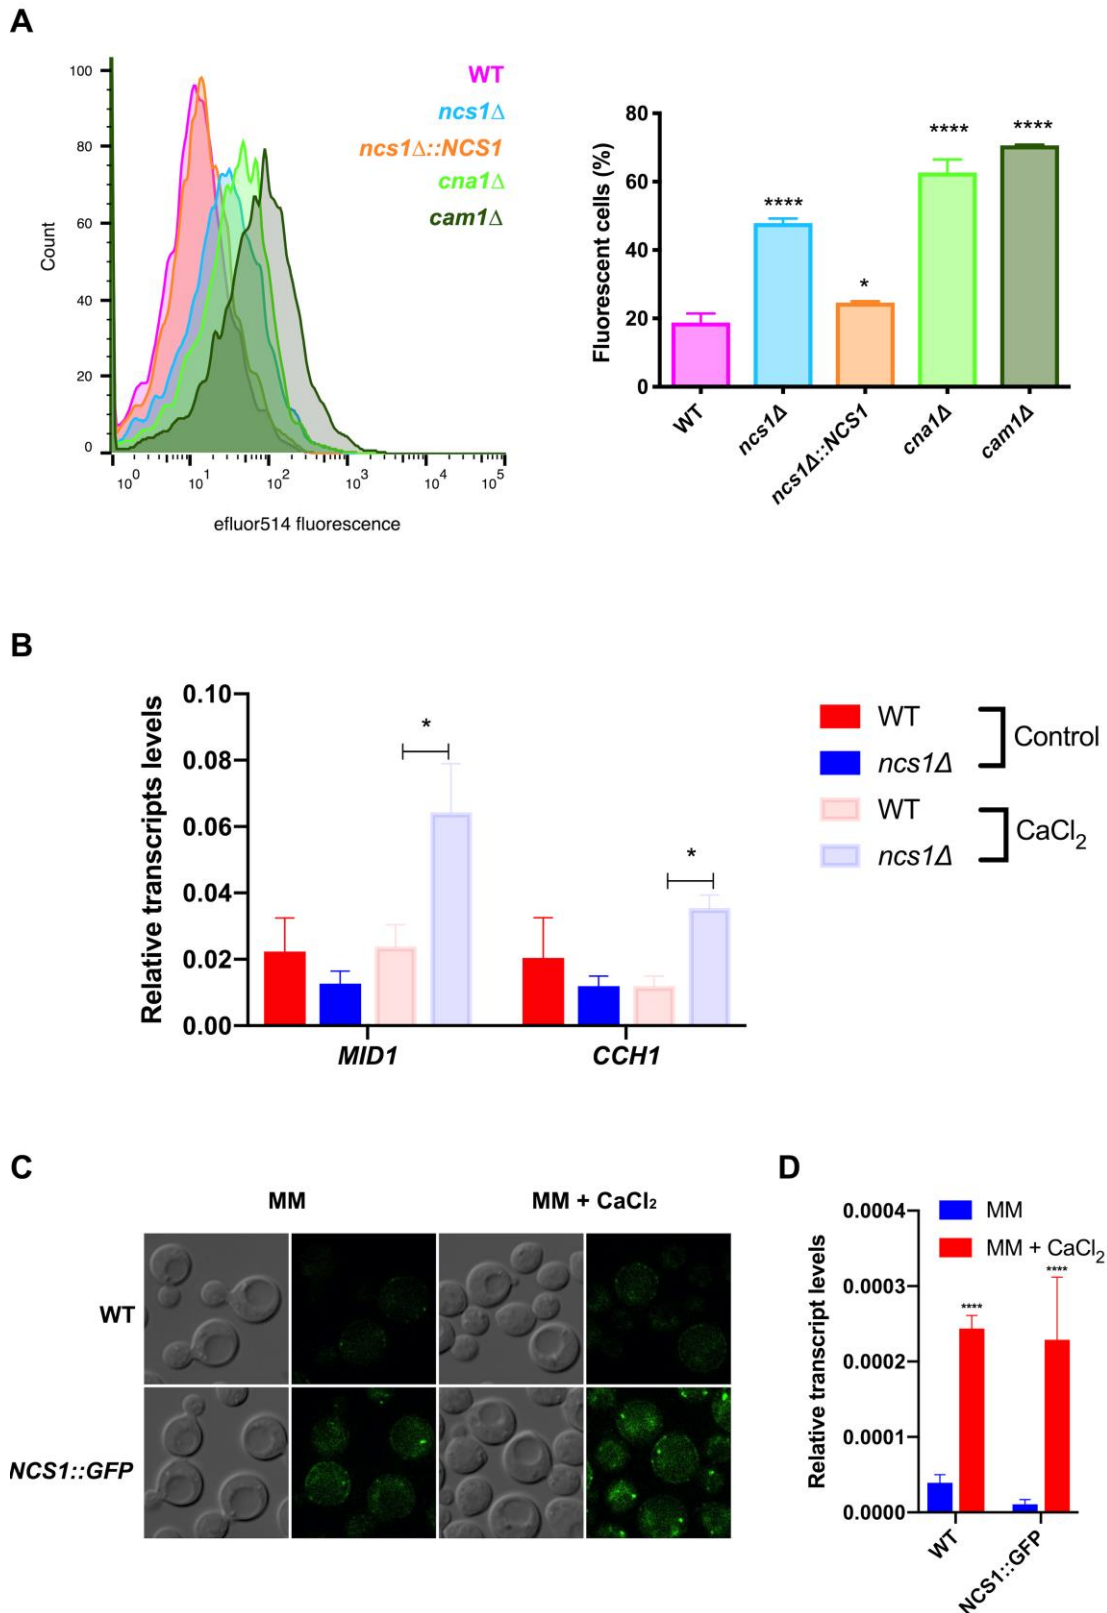 A
100
80
60
40
20
0
Count
10^0 10^1 10^2 10^3 10^4 10^5
efluor514 fluorescence
WT
ncs1Δ
ncs1Δ::NCS1
cna1Δ
cam1Δ
Fluorescent cells (%)
80
60
40
20
0
****
*
****
****
WT
ncs1Δ
ncs1Δ::NCS1
cna1Δ
cam1Δ
B
Relative transcripts levels
0.10
0.08
0.06
0.04
0.02
0.00
*
*
MID1 CCH1
WT
ncs1Δ
Control
WT
ncs1Δ
CaCl₂
C
MM MM + CaCl₂
WT
NCS1::GFP
D
Relative transcript levels
0.0004
0.0003
0.0002
0.0001
0.0000
MM
MM + CaCl₂
****
****
WT
NCS1::GFP